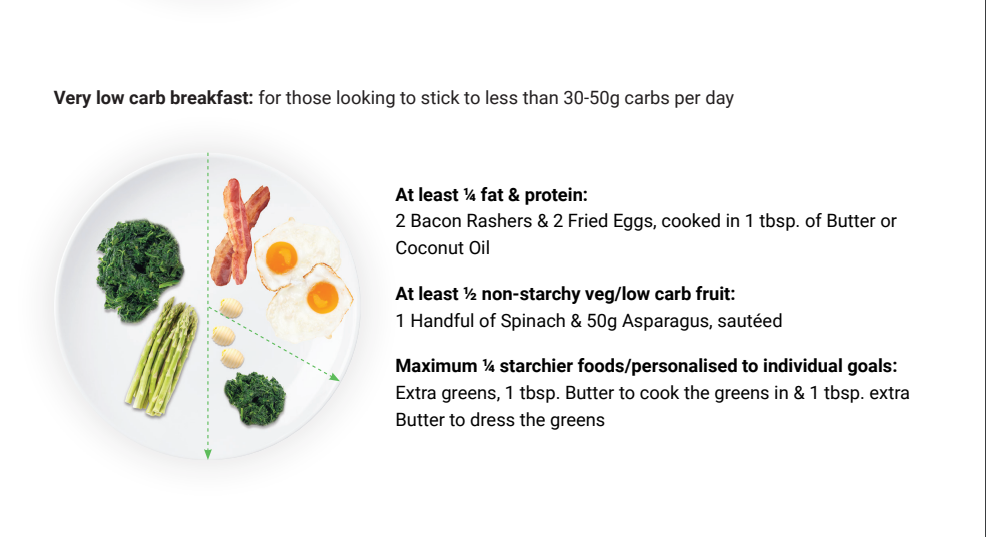 Very low carb breakfast: for those looking to stick to less than 30-50g carbs per day
At least ¼ fat & protein:
2 Bacon Rashers & 2 Fried Eggs, cooked in 1 tbsp. of Butter or
Coconut Oil
At least ½ non-starchy veg/low carb fruit:
1 Handful of Spinach & 50g Asparagus, sautéed
Maximum ¼ starchier foods/personalised to individual goals:
Extra greens, 1 tbsp. Butter to cook the greens in & 1 tbsp. extra
Butter to dress the greens